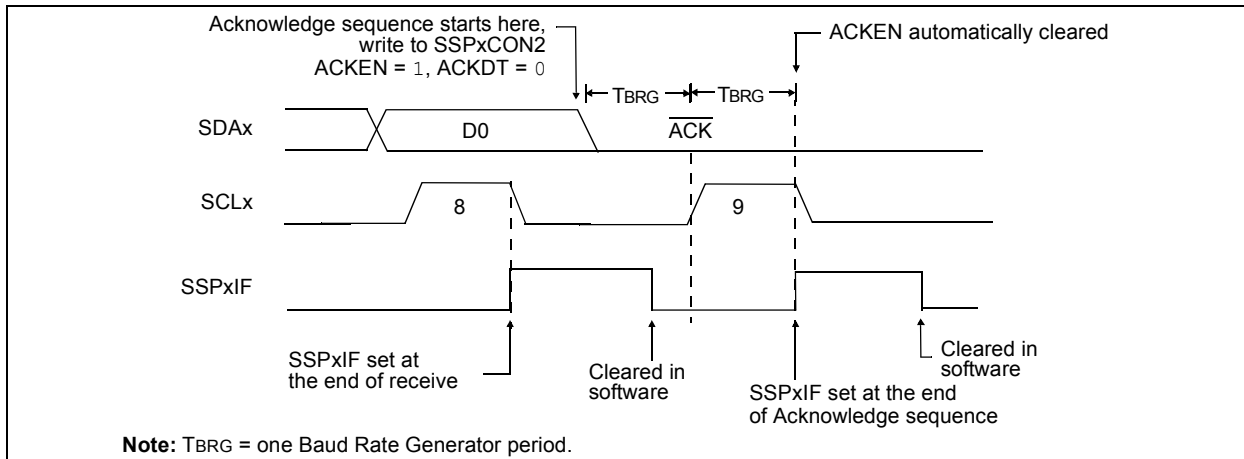 Acknowledge sequence starts here,
write to SSPxCON2
ACKEN = 1, ACKDT = 0
ACKEN automatically cleared
TBRG
TBRG
SDAx
D0
ACK
SCLx
8
9
SSPxIF
SSPxIF set at
the end of receive
Cleared in
software
SSPxIF set at the end
of Acknowledge sequence
Cleared in
software
Note: TBRG = one Baud Rate Generator period.